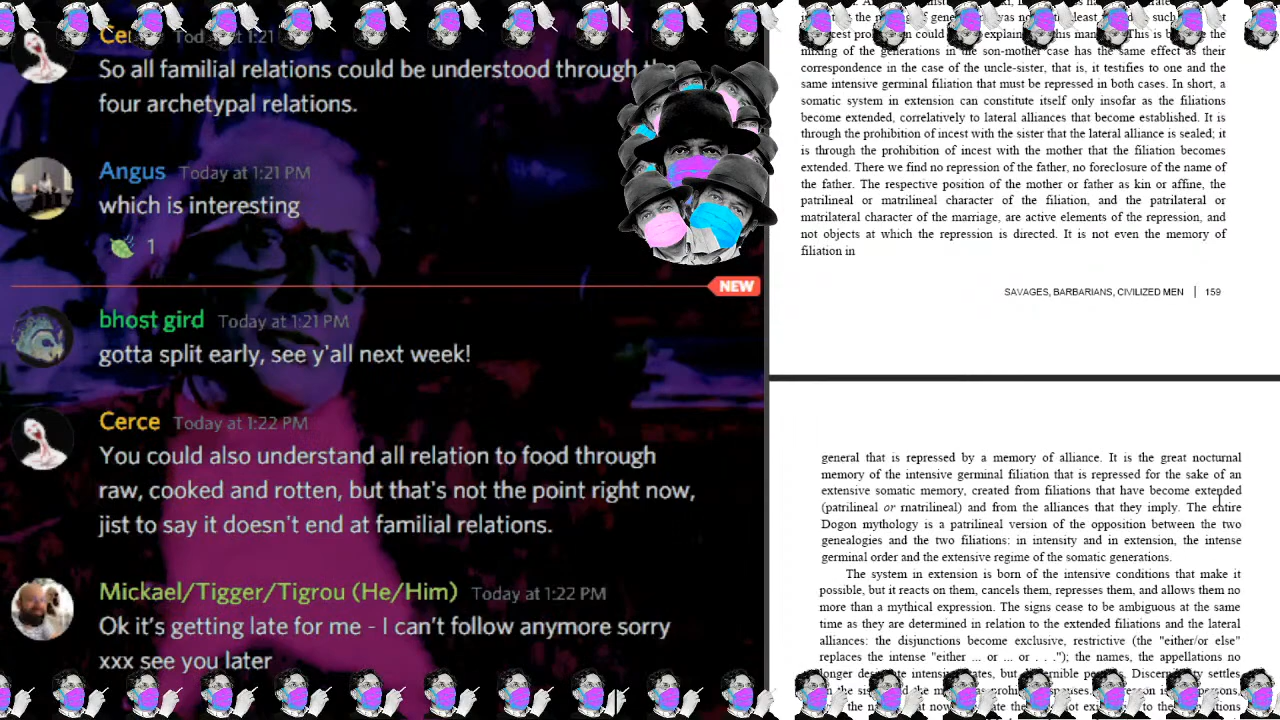 Cer Today at 1:21
So all familial relations could be understood through the
four archetypal relations.
Angus Today at 1:21 PM
which is interesting
1
NEW
bhost gird Today at 1:21 PM
gotta split early, see y'all next week!
Cerce Today at 1:22 PM
You could also understand all relation to food through
raw, cooked and rotten, but that's not the point right now,
jist to say it doesn't end at familial relations.
Mickael/Tigger/Tigrou (He/Him) Today at 1:22 PM
Ok it's getting late for me - I can't follow anymore sorry
xxx see you later
mixing of the generations in the son-mother case has the same effect as their
correspondence in the case of the uncle-sister, that is, it testifies to one and the
same intensive germinal filiation that must be repressed in both cases. In short, a
somatic system in extension can constitute itself only insofar as the filiations
become extended, correlatively to lateral alliances that become established. It is
through the prohibition of incest with the sister that the lateral alliance is sealed; it
is through the prohibition of incest with the mother that the filiation becomes
extended. There we find no repression of the father, no foreclosure of the name of
the father. The respective position of the mother or father as kin or affine, the
patrilineal or matrilineal character of the filiation, and the patrilateral or
matrilateral character of the marriage, are active elements of the repression, and
not objects at which the repression is directed. It is not even the memory of
filiation in
SAVAGES, BARBARIANS, CIVILIZED MEN | 159
general that is repressed by a memory of alliance. It is the great nocturnal
memory of the intensive germinal filiation that is repressed for the sake of an
extensive somatic memory, created from filiations that have become extended
(patrilineal or rnatrilineal) and from the alliances that they imply. The entire
Dogon mythology is a patrilineal version of the opposition between the two
genealogies and the two filiations: in intensity and in extension, the intense
germinal order and the extensive regime of the somatic generations.
The system in extension is born of the intensive conditions that make it
possible, but it reacts on them, cancels them, represses them, and allows them no
more than a mythical expression. The signs cease to be ambiguous at the same
time as they are determined in relation to the extended filiations and the lateral
alliances: the disjunctions become exclusive, restrictive (the "either/or else"
replaces the intense "either ... or ... or . . ."); the names, the appellations no